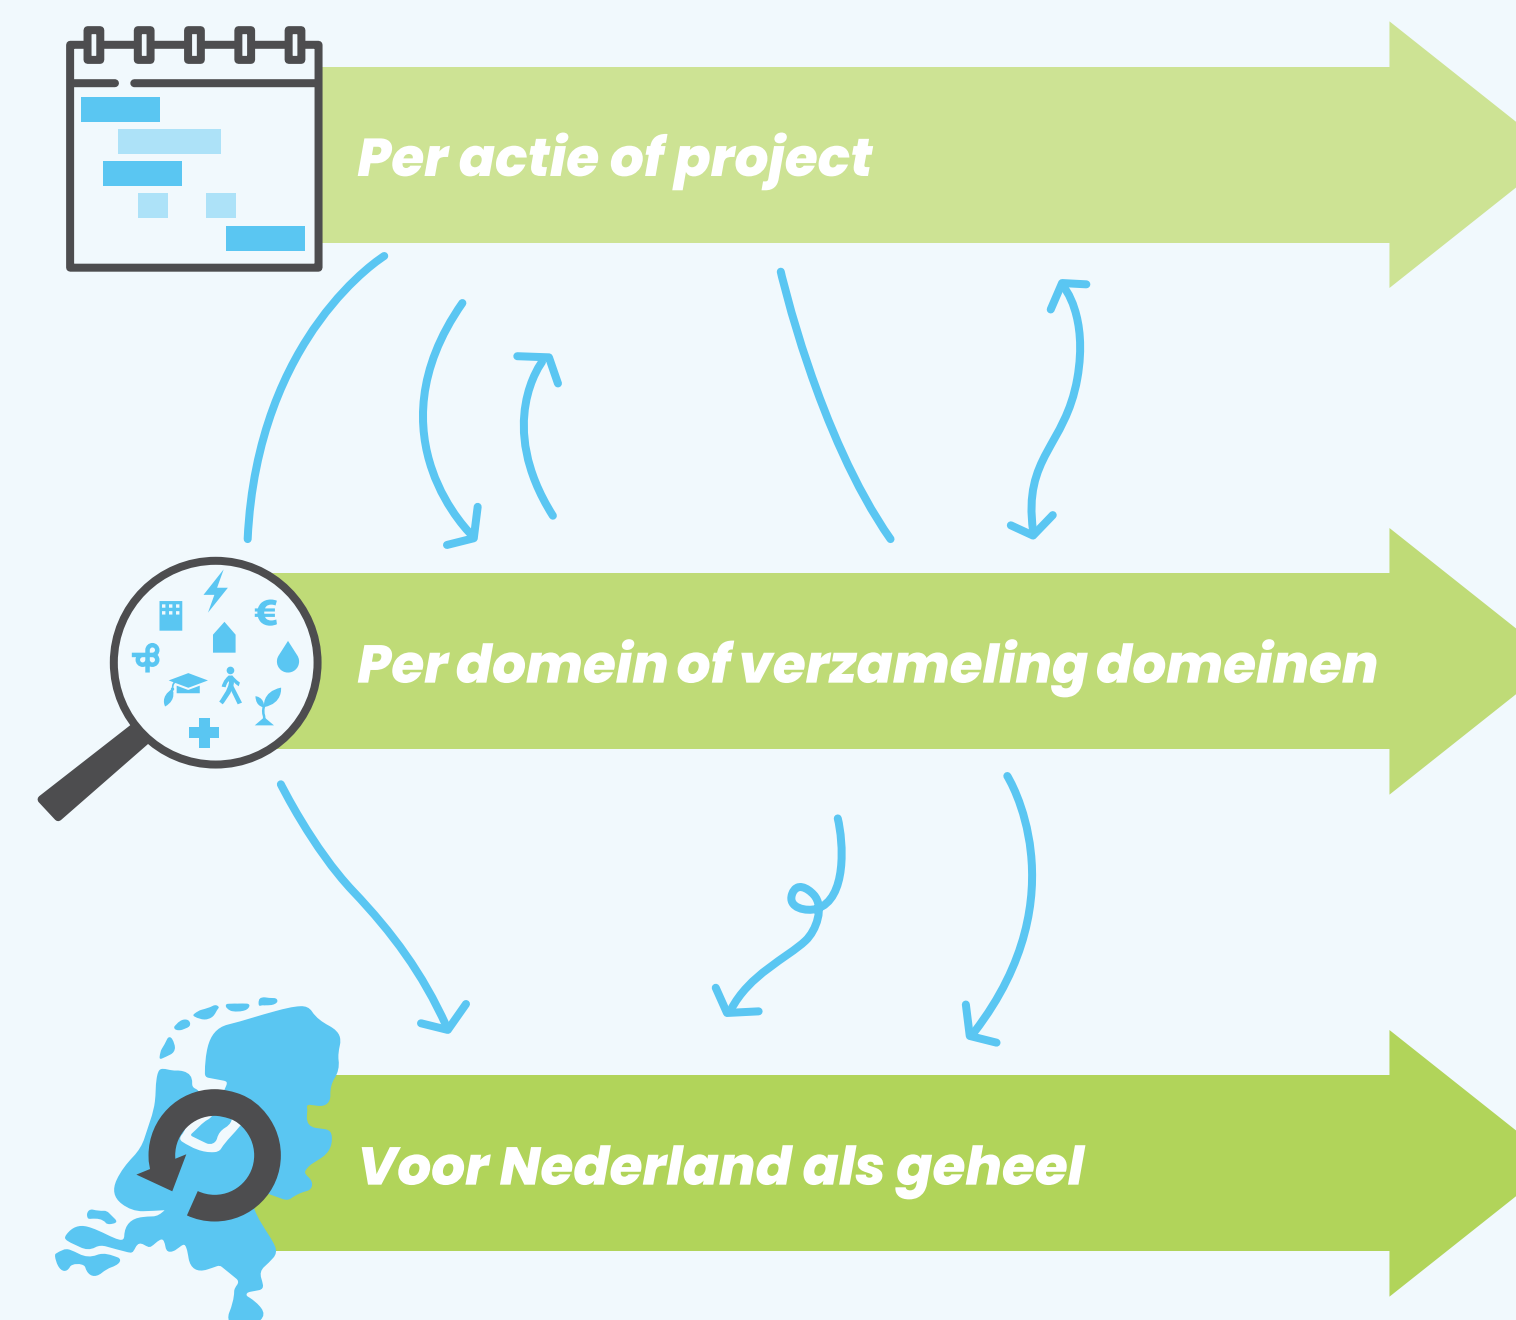 Per actie of project
€
Per domein of verzameling domeinen
Voor Nederland als geheel